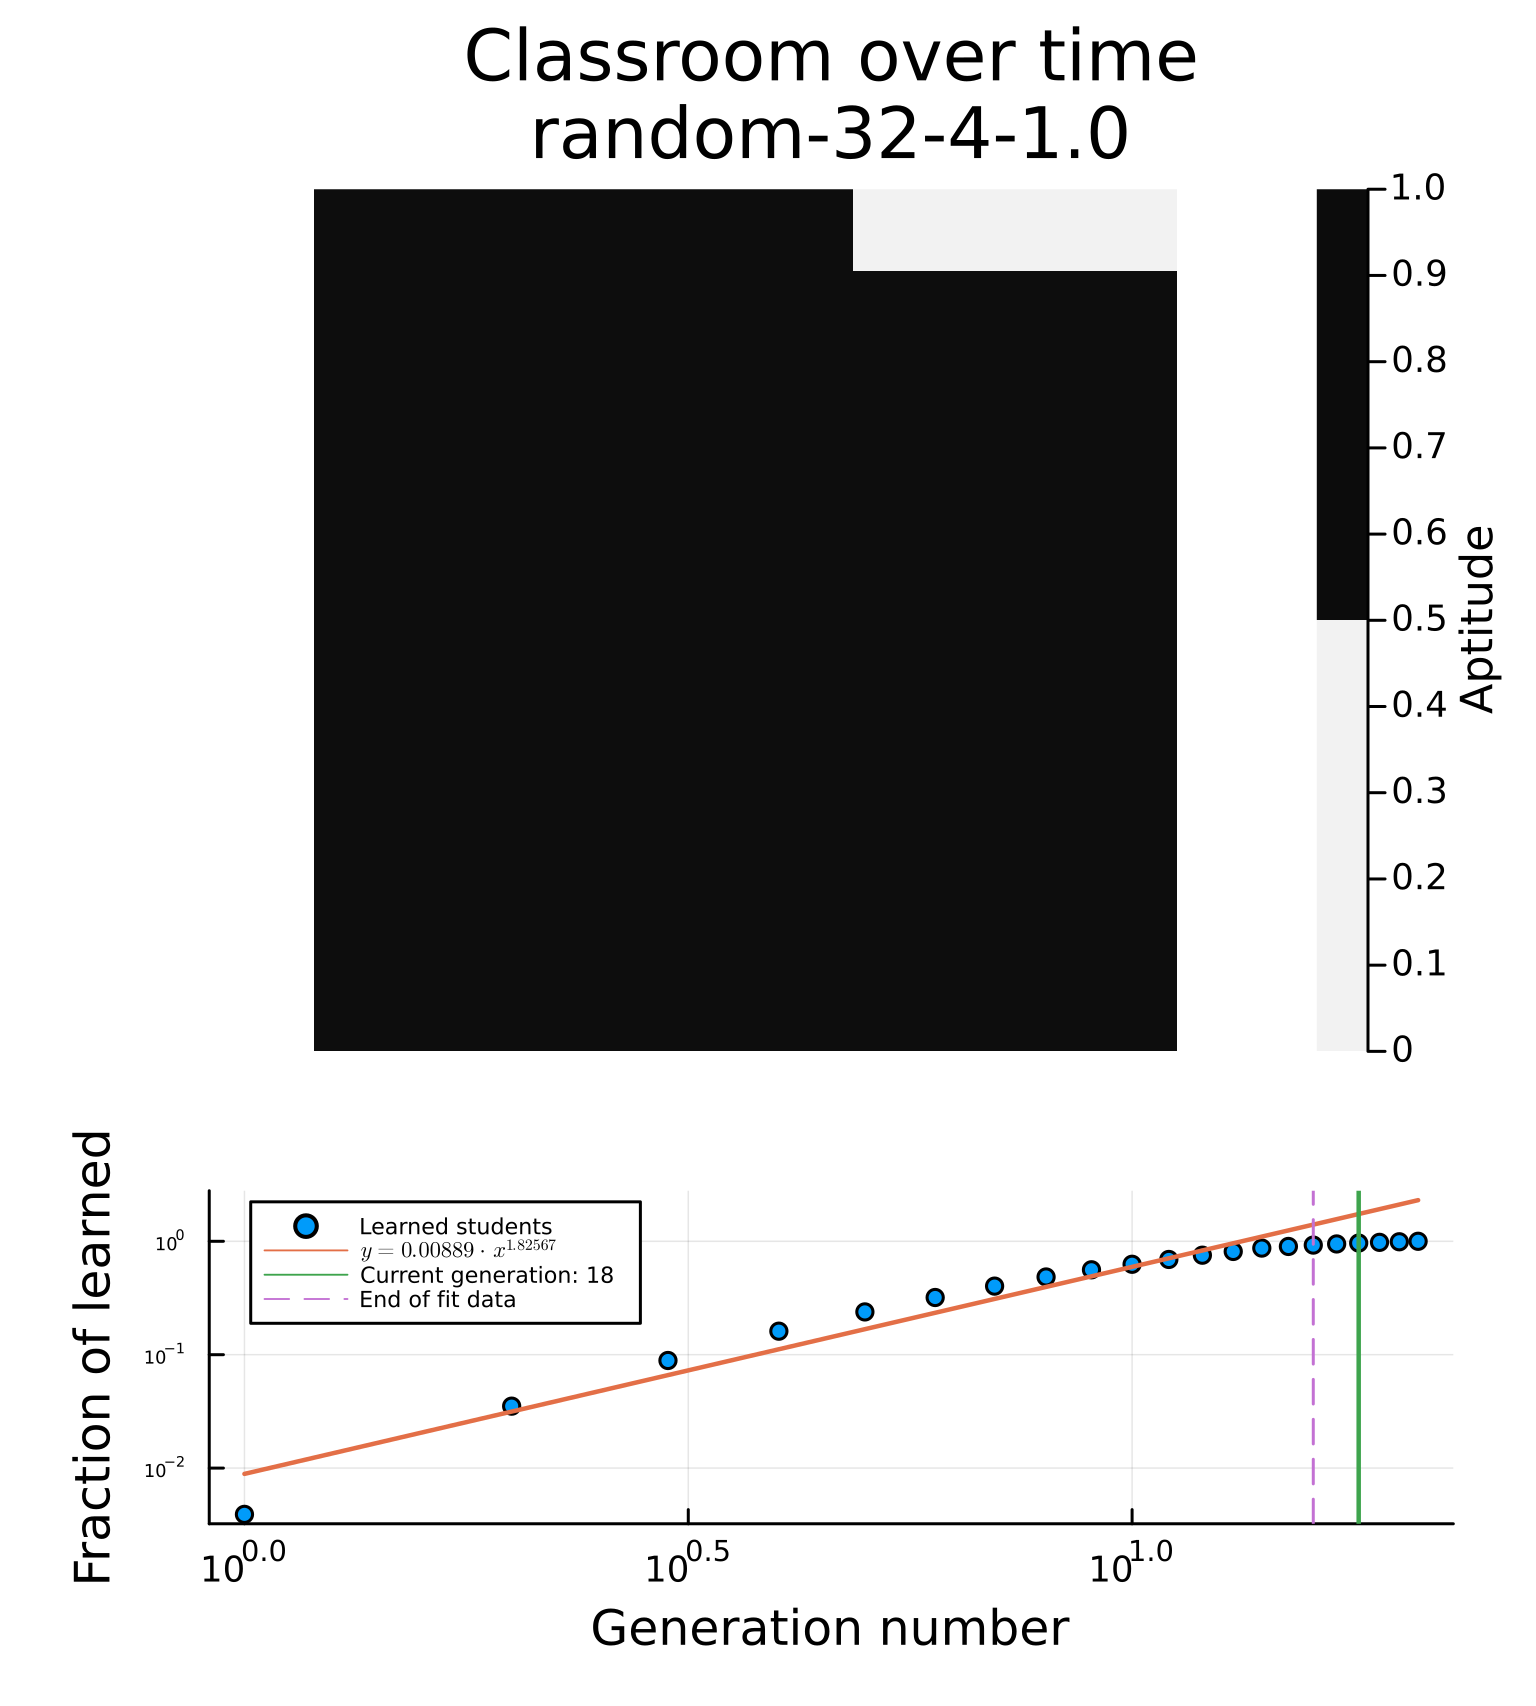 Classroom over time
random-32-4-1.0
1.0
0.9
0.8
0.7
0.6
0.5
0.4
0.3
0.2
0.1
0
Aptitude
Fraction of learned
10⁰
10⁻¹
10⁻²
Learned students
y = 0.00889 · x^1.82567
Current generation: 18
End of fit data
10^0.0
10^0.5
10^1.0
Generation number